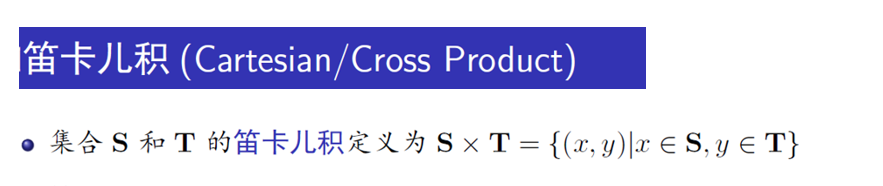 笛卡儿积 (Cartesian/Cross Product)
集合 S 和 T 的笛卡儿积定义为 S × T = {(x, y)|x ∈ S, y ∈ T}